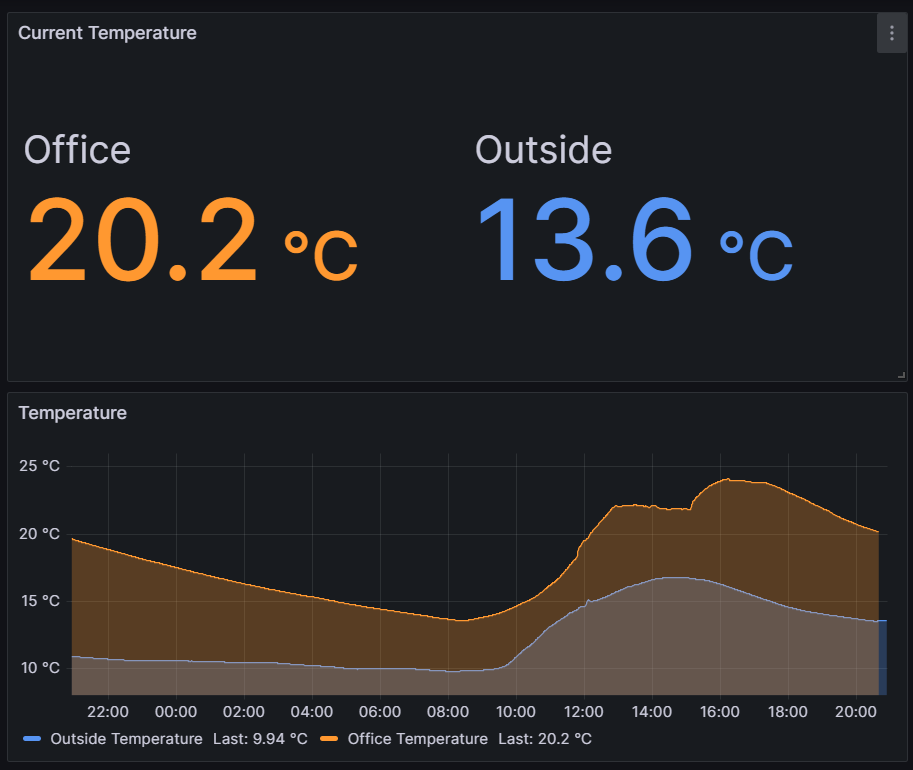 Current Temperature
Office Outside
20.2 °C 13.6 °C
Temperature
25 °C
20 °C
15 °C
10 °C
22:00 00:00 02:00 04:00 06:00 08:00 10:00 12:00 14:00 16:00 18:00 20:00
Outside Temperature Last: 9.94 °C Office Temperature Last: 20.2 °C